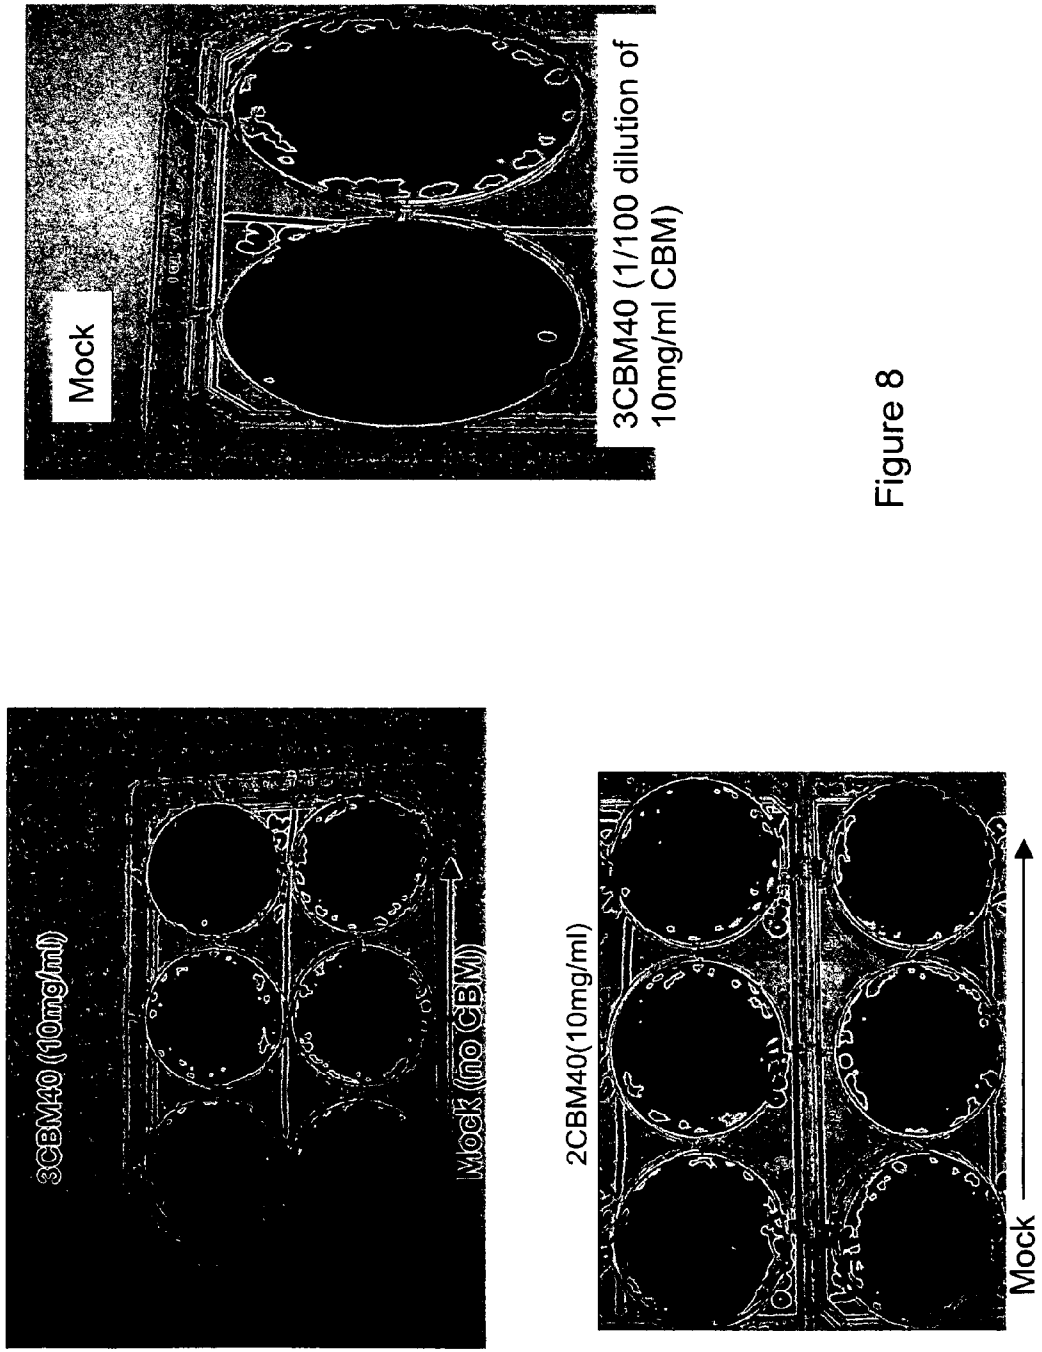 3CBM40 (10mg/ml)
Mock (no CBM)
2CBM40(10mg/ml)
Mock
Mock
3CBM40 (1/100 dilution of
10mg/ml CBM)
Figure 8